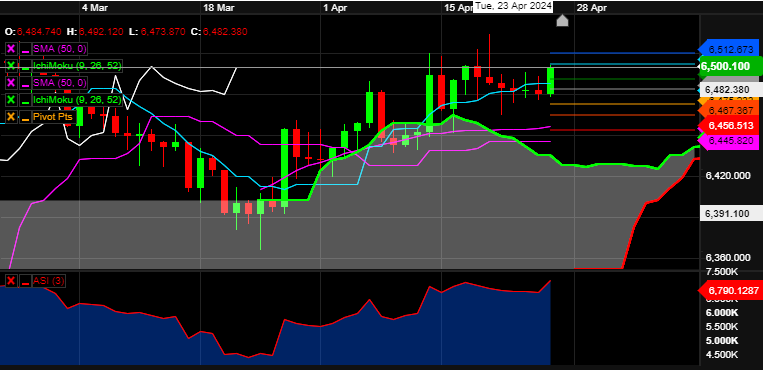 4 Mar 18 Mar 1 Apr 15 Apr Tue, 23 Apr 2024 28 Apr
O: 6,484.740 H: 6,492.120 L: 6,473.870 C: 6,482.380
SMA (50, 0)
IchiMoku (9, 26, 52)
SMA (50, 0)
IchiMoku (9, 26, 52)
Pivot Pts
6,512.673
6,500.100
6,482.380
6,467.367
6,456.513
6,445.820
6,420.000
6,391.100
6,360.000
ASI (3)
7.500K
6,780.1287
6.000K
5.500K
5.000K
4.500K